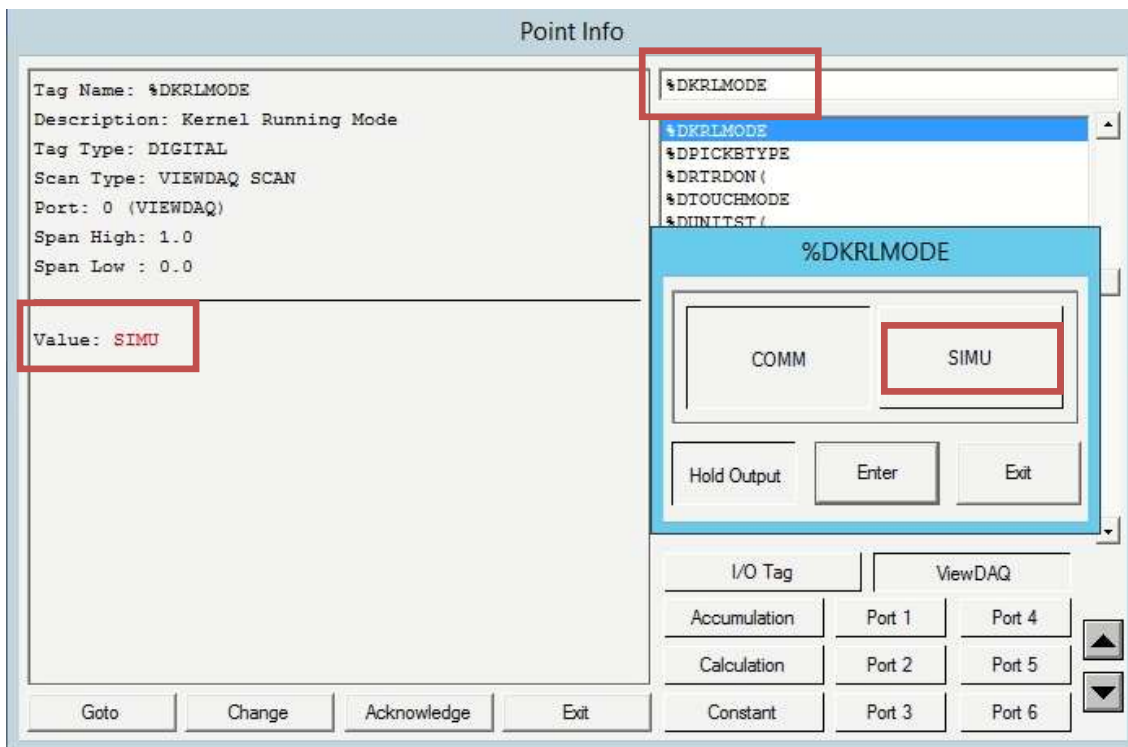 Point Info
Tag Name: %DKRLMODE
Description: Kernel Running Mode
Tag Type: DIGITAL
Scan Type: VIEWDAQ SCAN
Port: 0 (VIEWDAQ)
Span High: 1.0
Span Low : 0.0
Value: SIMU
%DKRLMODE
%DKRLMODE
%DPICKBTYPE
%DRTRDON(
%DTOUCHMODE
%DUNITST(
%DKRLMODE
COMM
SIMU
Hold Output
Enter
Exit
I/O Tag
ViewDAQ
Accumulation
Port 1
Port 4
Calculation
Port 2
Port 5
Goto
Change
Acknowledge
Exit
Constant
Port 3
Port 6